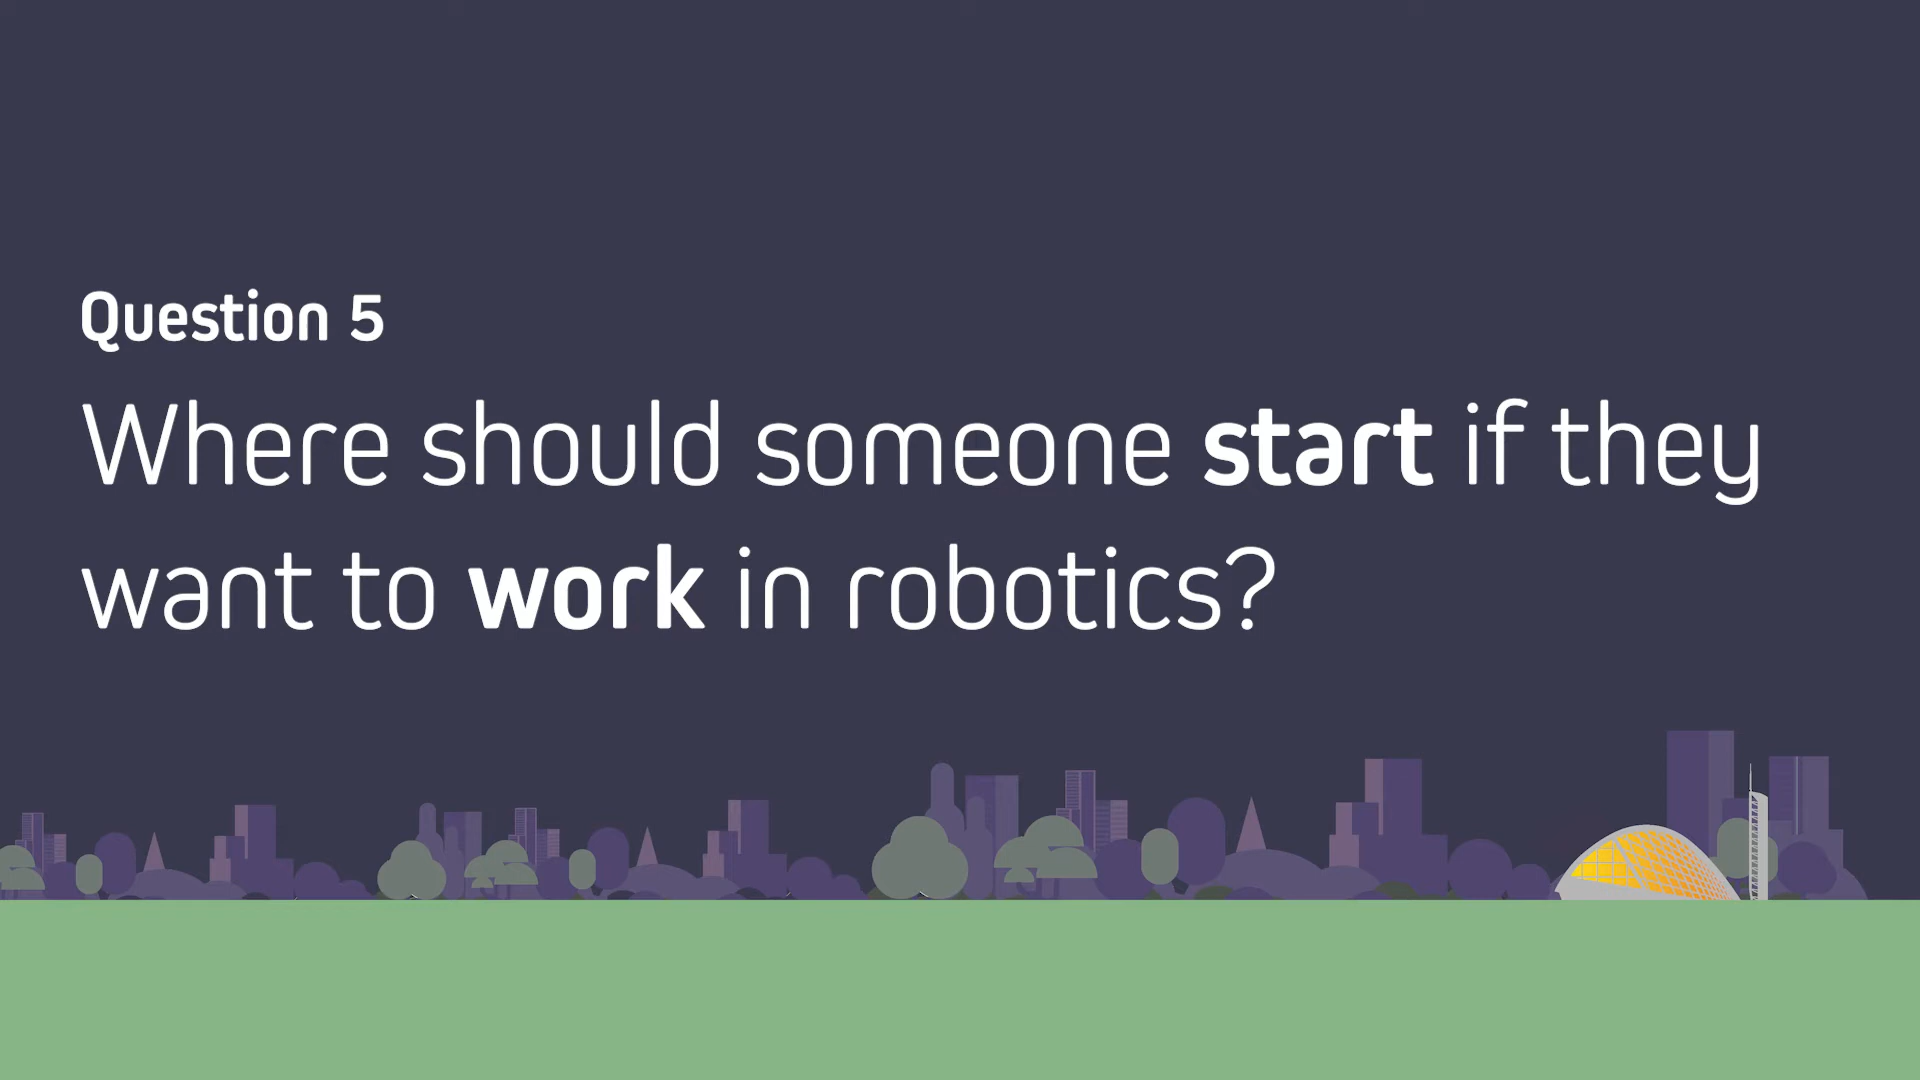 Question 5
Where should someone start if they
want to work in robotics?